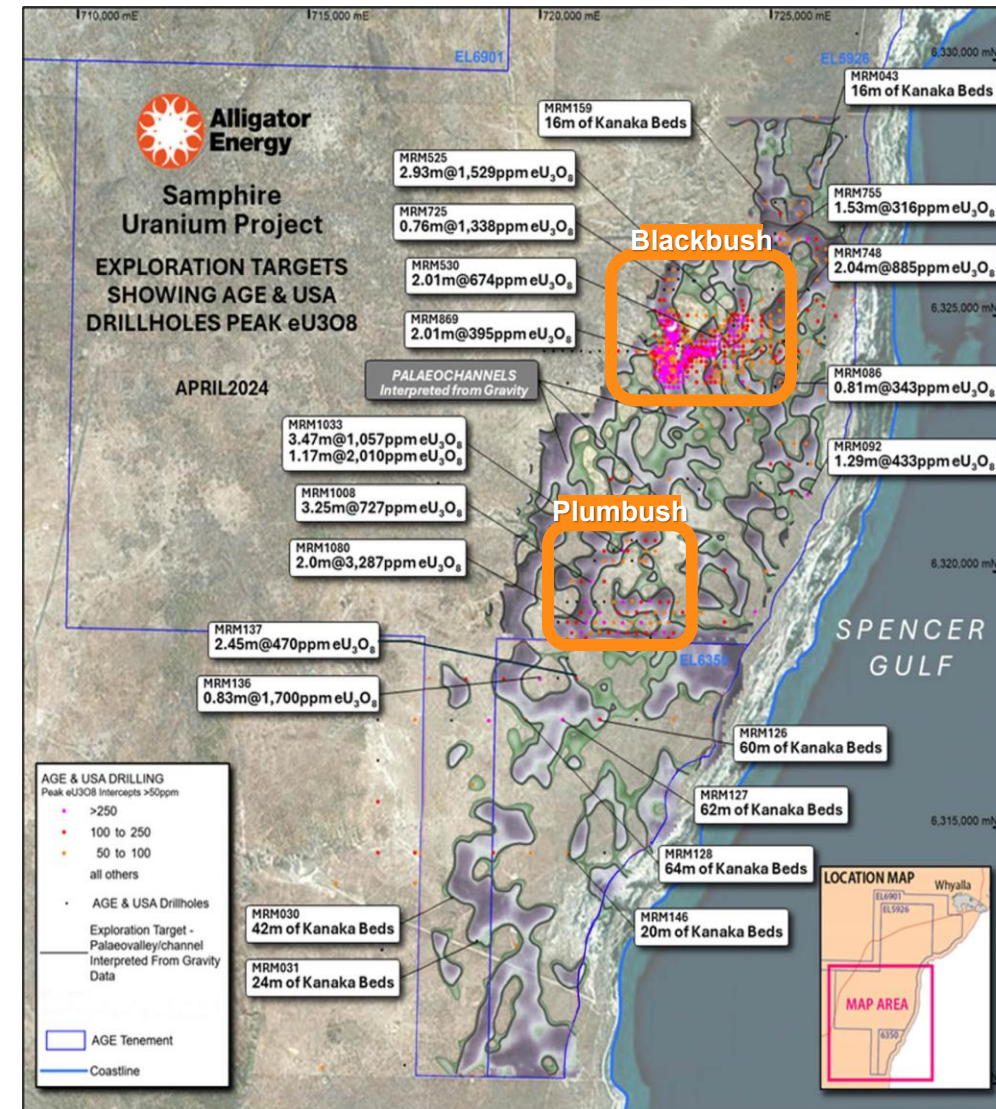 710,000 mE
715,000 mE
720,000 mE
725,000 mE
EL6901
EL5926
6,330,000 mN
Alligator
Energy
Samphire
Uranium Project
EXPLORATION TARGETS
SHOWING AGE & USA
DRILLHOLES PEAK eU3O8
APRIL2024
MRM043
16m of Kanaka Beds
MRM159
16m of Kanaka Beds
MRM525
2.93m@1,529ppm eU₃O₈
MRM725
0.76m@1,338ppm eU₃O₈
MRM530
2.01m@674ppm eU₃O₈
MRM869
2.01m@395ppm eU₃O₈
MRM755
1.53m@316ppm eU₃O₈
MRM748
2.04m@885ppm eU₃O₈
Blackbush
6,325,000 mN
PALAEOCHANNELS
Interpreted from Gravity
MRM086
0.81m@343ppm eU₃O₈
MRM1033
3.47m@1,057ppm eU₃O₈
1.17m@2,010ppm eU₃O₈
MRM092
1.29m@433ppm eU₃O₈
MRM1008
3.25m@727ppm eU₃O₈
Plumbush
MRM1080
2.0m@3,287ppm eU₃O₈
6,320,000 mN
MRM137
2.45m@470ppm eU₃O₈
SPENCER
GULF
EL6350
MRM136
0.83m@1,700ppm eU₃O₈
MRM126
60m of Kanaka Beds
MRM127
62m of Kanaka Beds
6,315,000 mN
MRM128
64m of Kanaka Beds
MRM146
20m of Kanaka Beds
MRM030
42m of Kanaka Beds
MRM031
24m of Kanaka Beds
AGE & USA DRILLING
Peak eU3O8 Intercepts >50ppm
>250
100 to 250
50 to 100
all others
AGE & USA Drillholes
Exploration Target -
Palaeovalley/channel
Interpreted From Gravity
Data
AGE Tenement
Coastline
LOCATION MAP
Whyalla
EL6901
EL5926
MAP AREA
6350